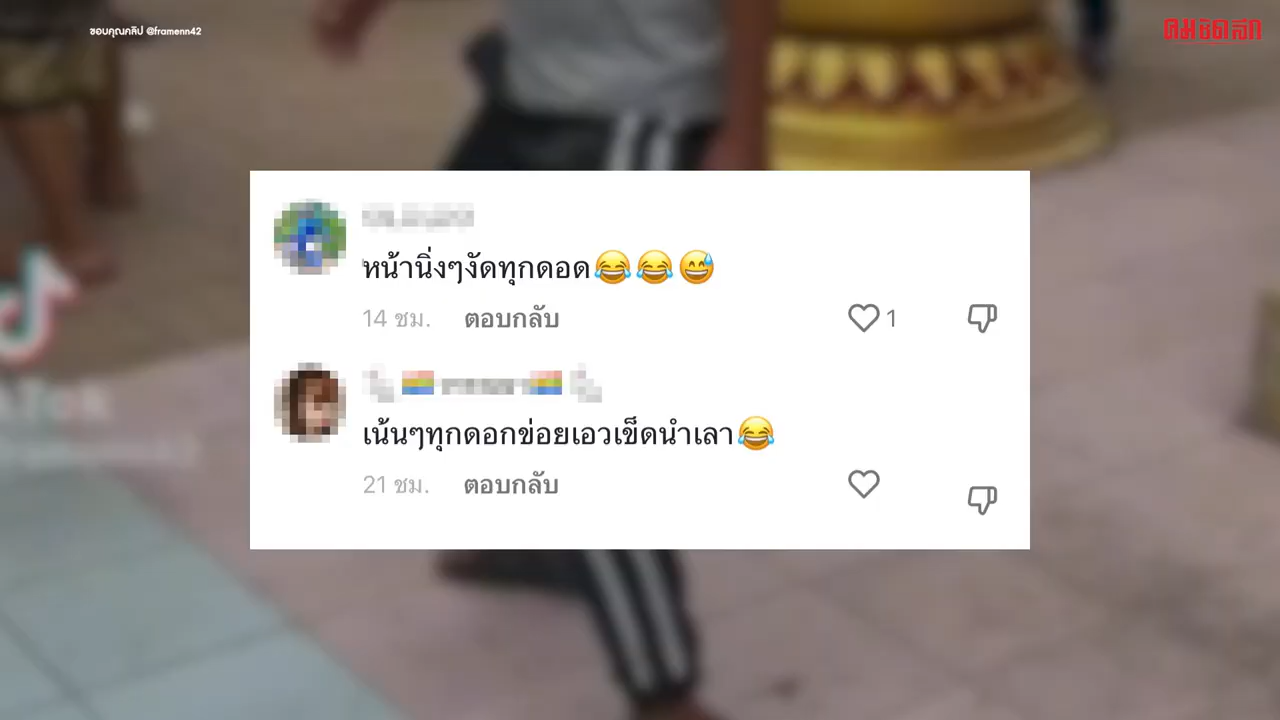 ขอบคุณคลิป @framenn42
คมชัดลึก
หน้านิ่งๆงัดทุกดอด😂😂😅
14 ชม. ตอบกลับ 1
เน้นๆทุกดอกข่อยเอวเข็ดนำเลา😂
21 ชม. ตอบกลับ